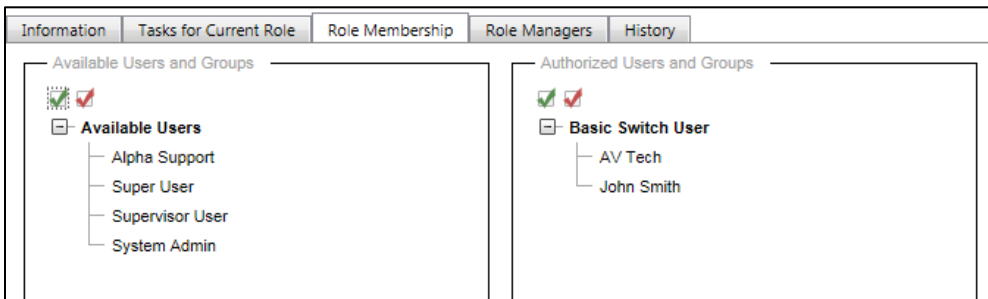 Information Tasks for Current Role Role Membership Role Managers History
Available Users and Groups
Available Users
Alpha Support
Super User
Supervisor User
System Admin
Authorized Users and Groups
Basic Switch User
AV Tech
John Smith